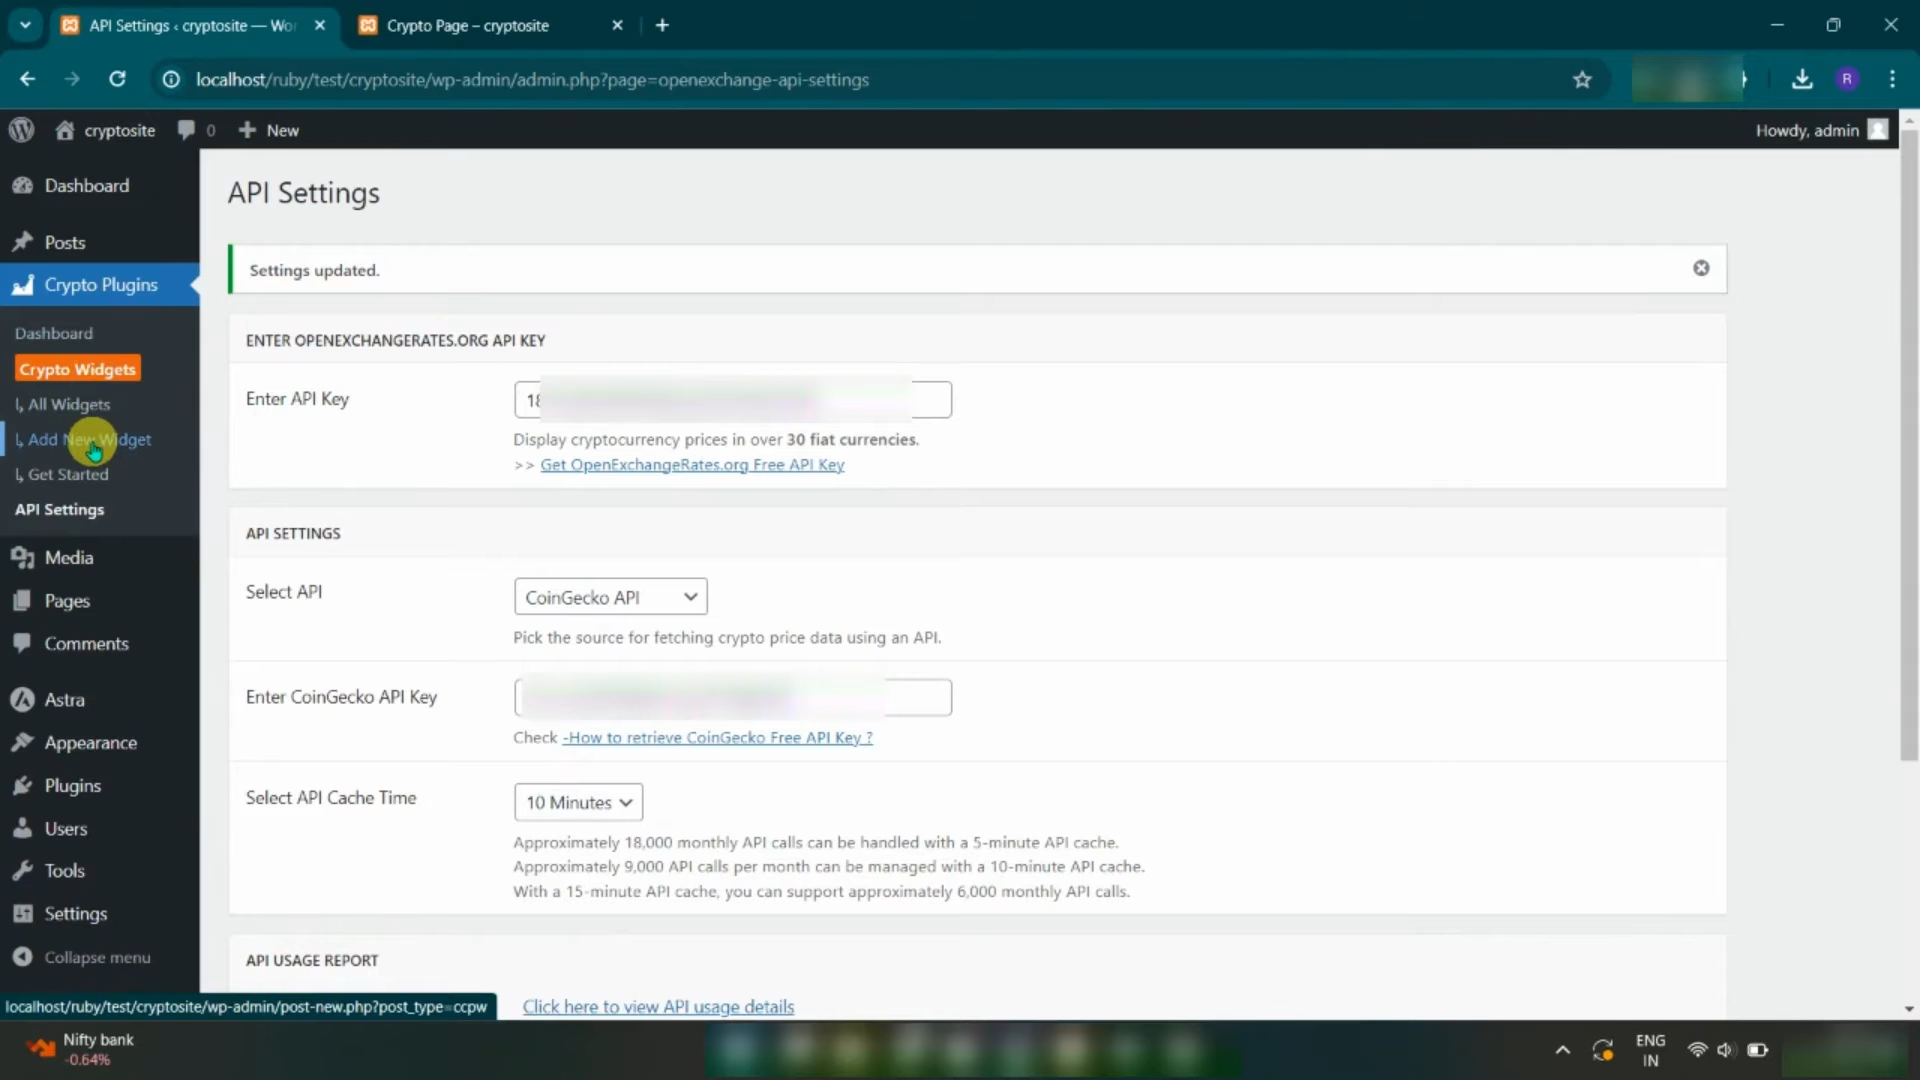 API Settings ‹ cryptosite — Wor
Crypto Page – cryptosite
localhost/ruby/test/cryptosite/wp-admin/admin.php?page=openexchange-api-settings
R
cryptosite
0
New
Howdy, admin
Dashboard
Posts
Crypto Plugins
Dashboard
Crypto Widgets
↳ All Widgets
↳ Add New Widget
↳ Get Started
API Settings
Media
Pages
Comments
Astra
Appearance
Plugins
Users
Tools
Settings
Collapse menu
API Settings
Settings updated.
ENTER OPENEXCHANGERATES.ORG API KEY
Enter API Key
18
Display cryptocurrency prices in over 30 fiat currencies.
>> Get OpenExchangeRates.org Free API Key
API SETTINGS
Select API
CoinGecko API
Pick the source for fetching crypto price data using an API.
Enter CoinGecko API Key
Check -How to retrieve CoinGecko Free API Key ?
Select API Cache Time
10 Minutes
Approximately 18,000 monthly API calls can be handled with a 5-minute API cache.
Approximately 9,000 API calls per month can be managed with a 10-minute API cache.
With a 15-minute API cache, you can support approximately 6,000 monthly API calls.
API USAGE REPORT
Click here to view API usage details
localhost/ruby/test/cryptosite/wp-admin/post-new.php?post_type=ccpw
Nifty bank
-0.64%
ENG
IN